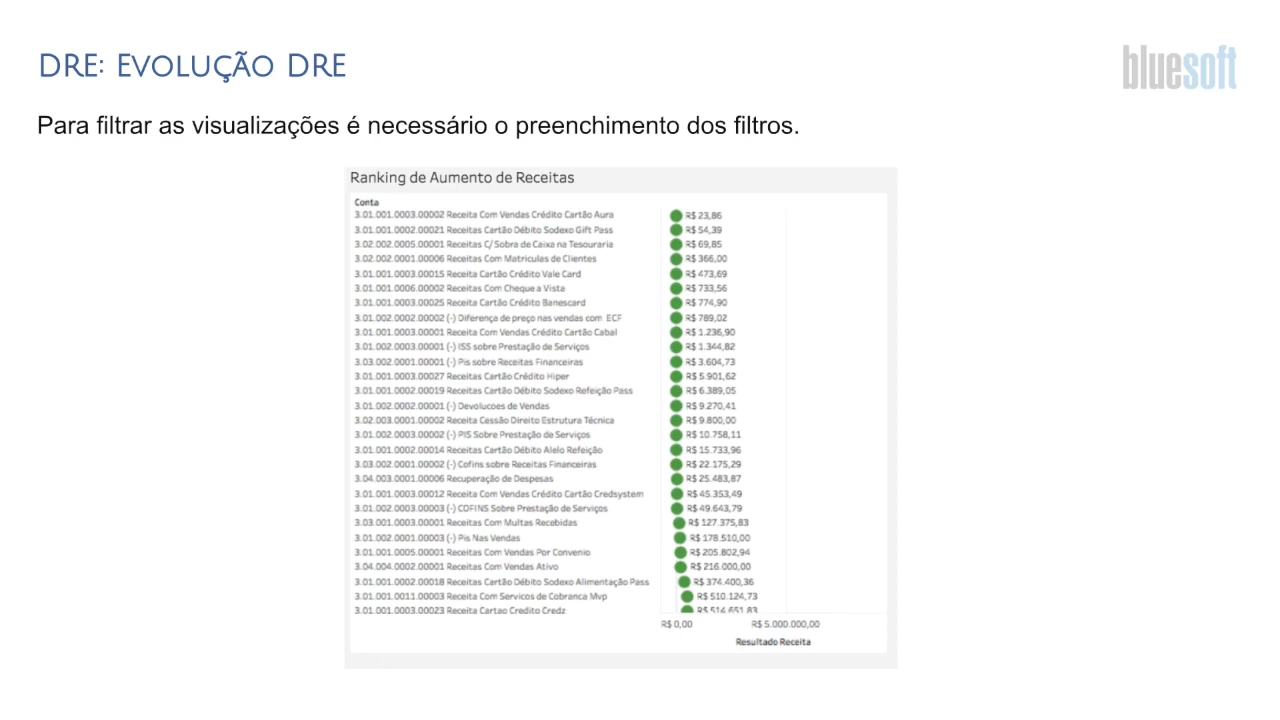 DRE: Evolução DRE
bluesoft
Para filtrar as visualizações é necessário o preenchimento dos filtros.
Ranking de Aumento de Receitas
Conta
3.01.001.0003.00002 Receita Com Vendas Crédito Cartão Aura R$ 23,86
3.01.001.0002.00021 Receitas Cartão Débito Sodexo Gift Pass R$ 54,39
3.02.002.0005.00001 Receitas C/ Sobra de Caixa na Tesouraria R$ 69,85
3.02.002.0001.00006 Receitas Com Matriculas de Clientes R$ 366,00
3.01.001.0003.00015 Receita Cartão Crédito Vale Card R$ 473,69
3.01.001.0006.00002 Receitas Com Cheque a Vista R$ 733,56
3.01.001.0003.00025 Receita Cartão Crédito Banescard R$ 774,90
3.01.002.0002.00002 (-) Diferença de preço nas vendas com ECF R$ 789,02
3.01.001.0003.00001 Receita Com Vendas Crédito Cartão Cabal R$ 1.236,90
3.01.002.0003.00001 (-) ISS sobre Prestação de Serviços R$ 1.344,82
3.03.002.0001.00001 (-) Pis sobre Receitas Financeiras R$ 3.604,73
3.01.001.0003.00027 Receitas Cartão Crédito Hiper R$ 5.901,62
3.01.001.0002.00019 Receitas Cartão Débito Sodexo Refeição Pass R$ 6.389,05
3.01.002.0002.00001 (-) Devolucoes de Vendas R$ 9.270,41
3.02.003.0001.00002 Receita Cessão Direito Estrutura Técnica R$ 9.800,00
3.01.002.0003.00002 (-) PIS Sobre Prestação de Serviços R$ 10.758,11
3.01.001.0002.00014 Receitas Cartão Débito Alelo Refeição R$ 15.733,96
3.03.002.0001.00002 (-) Cofins sobre Receitas Financeiras R$ 22.175,29
3.04.003.0001.00006 Recuperação de Despesas R$ 25.483,87
3.01.001.0003.00012 Receita Com Vendas Crédito Cartão Credsystem R$ 45.353,49
3.01.002.0003.00003 (-) COFINS Sobre Prestação de Serviços R$ 49.643,79
3.03.001.0003.00001 Receitas Com Multas Recebidas R$ 127.375,83
3.01.002.0001.00003 (-) Pis Nas Vendas R$ 178.510,00
3.01.001.0005.00001 Receitas Com Vendas Por Convenio R$ 205.802,94
3.04.004.0002.00001 Receitas Com Vendas Ativo R$ 216.000,00
3.01.001.0002.00018 Receitas Cartão Débito Sodexo Alimentação Pass R$ 374.400,36
3.01.001.0011.00003 Receita Com Servicos de Cobranca Mvp R$ 510.124,73
3.01.001.0003.00023 Receita Cartao Credito Credz R$ 514.651,83
R$ 0,00 R$ 5.000.000,00
Resultado Receita